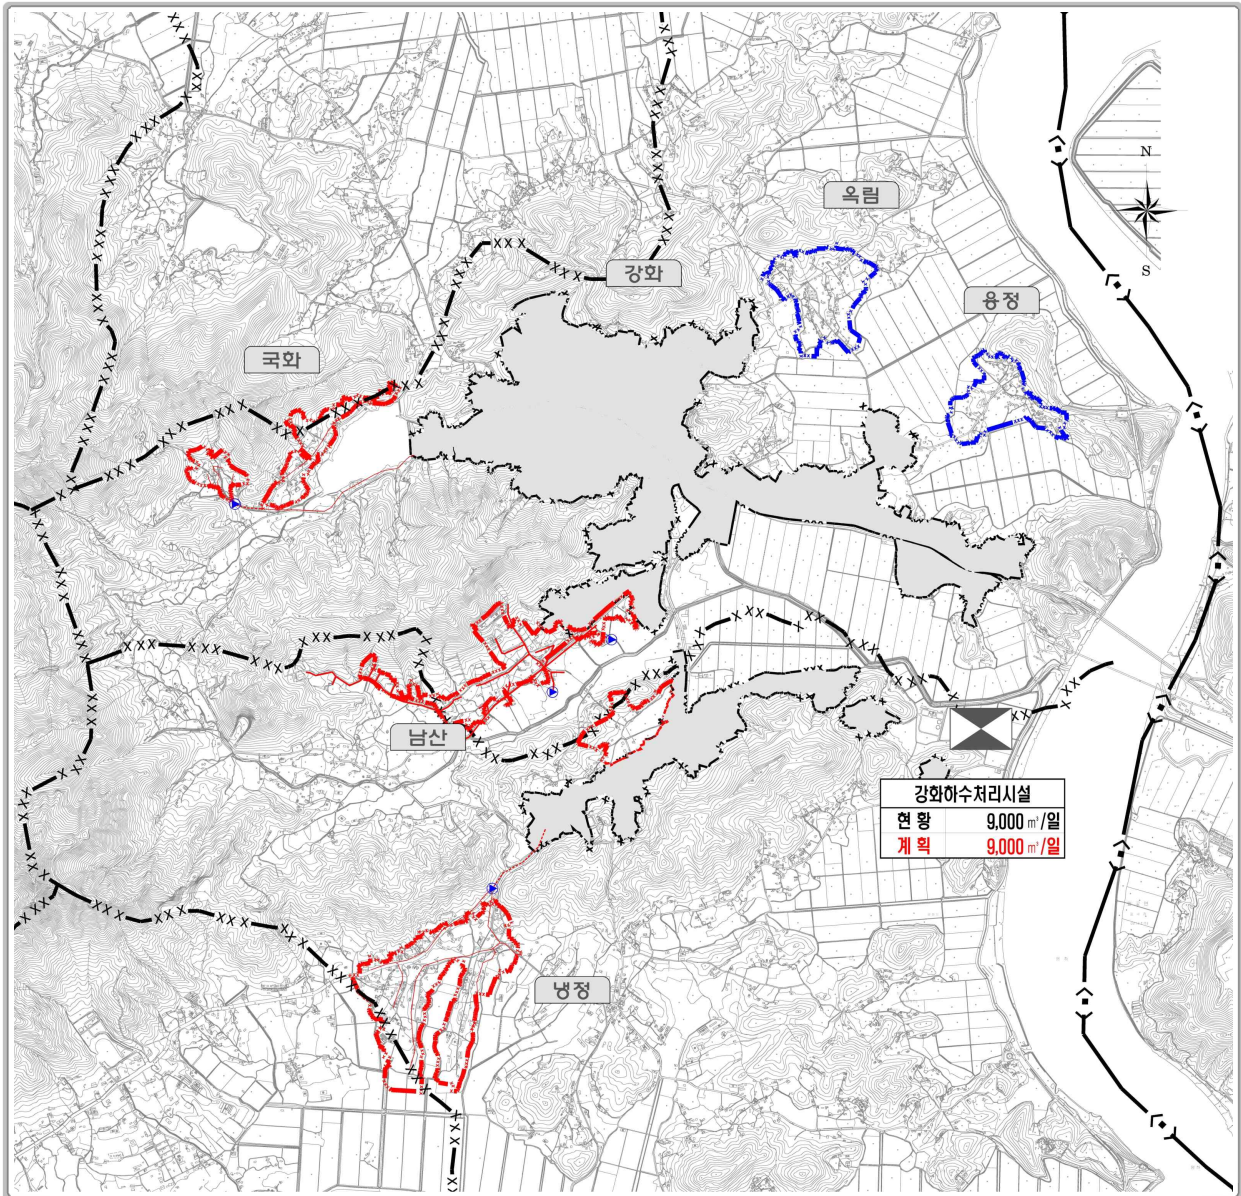 N
옥림
S
강화
용정
국화
남산
강화하수처리시설
현 황 9,000 ㎥/일
계 획 9,000 ㎥/일
냉정